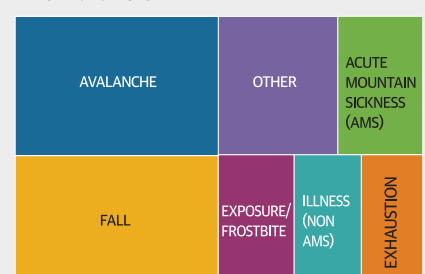 AVALANCHE
OTHER
ACUTE
MOUNTAIN
SICKNESS
(AMS)
FALL
EXPOSURE/
FROSTBITE
ILLNESS
(NON
AMS)
EXHAUSTION